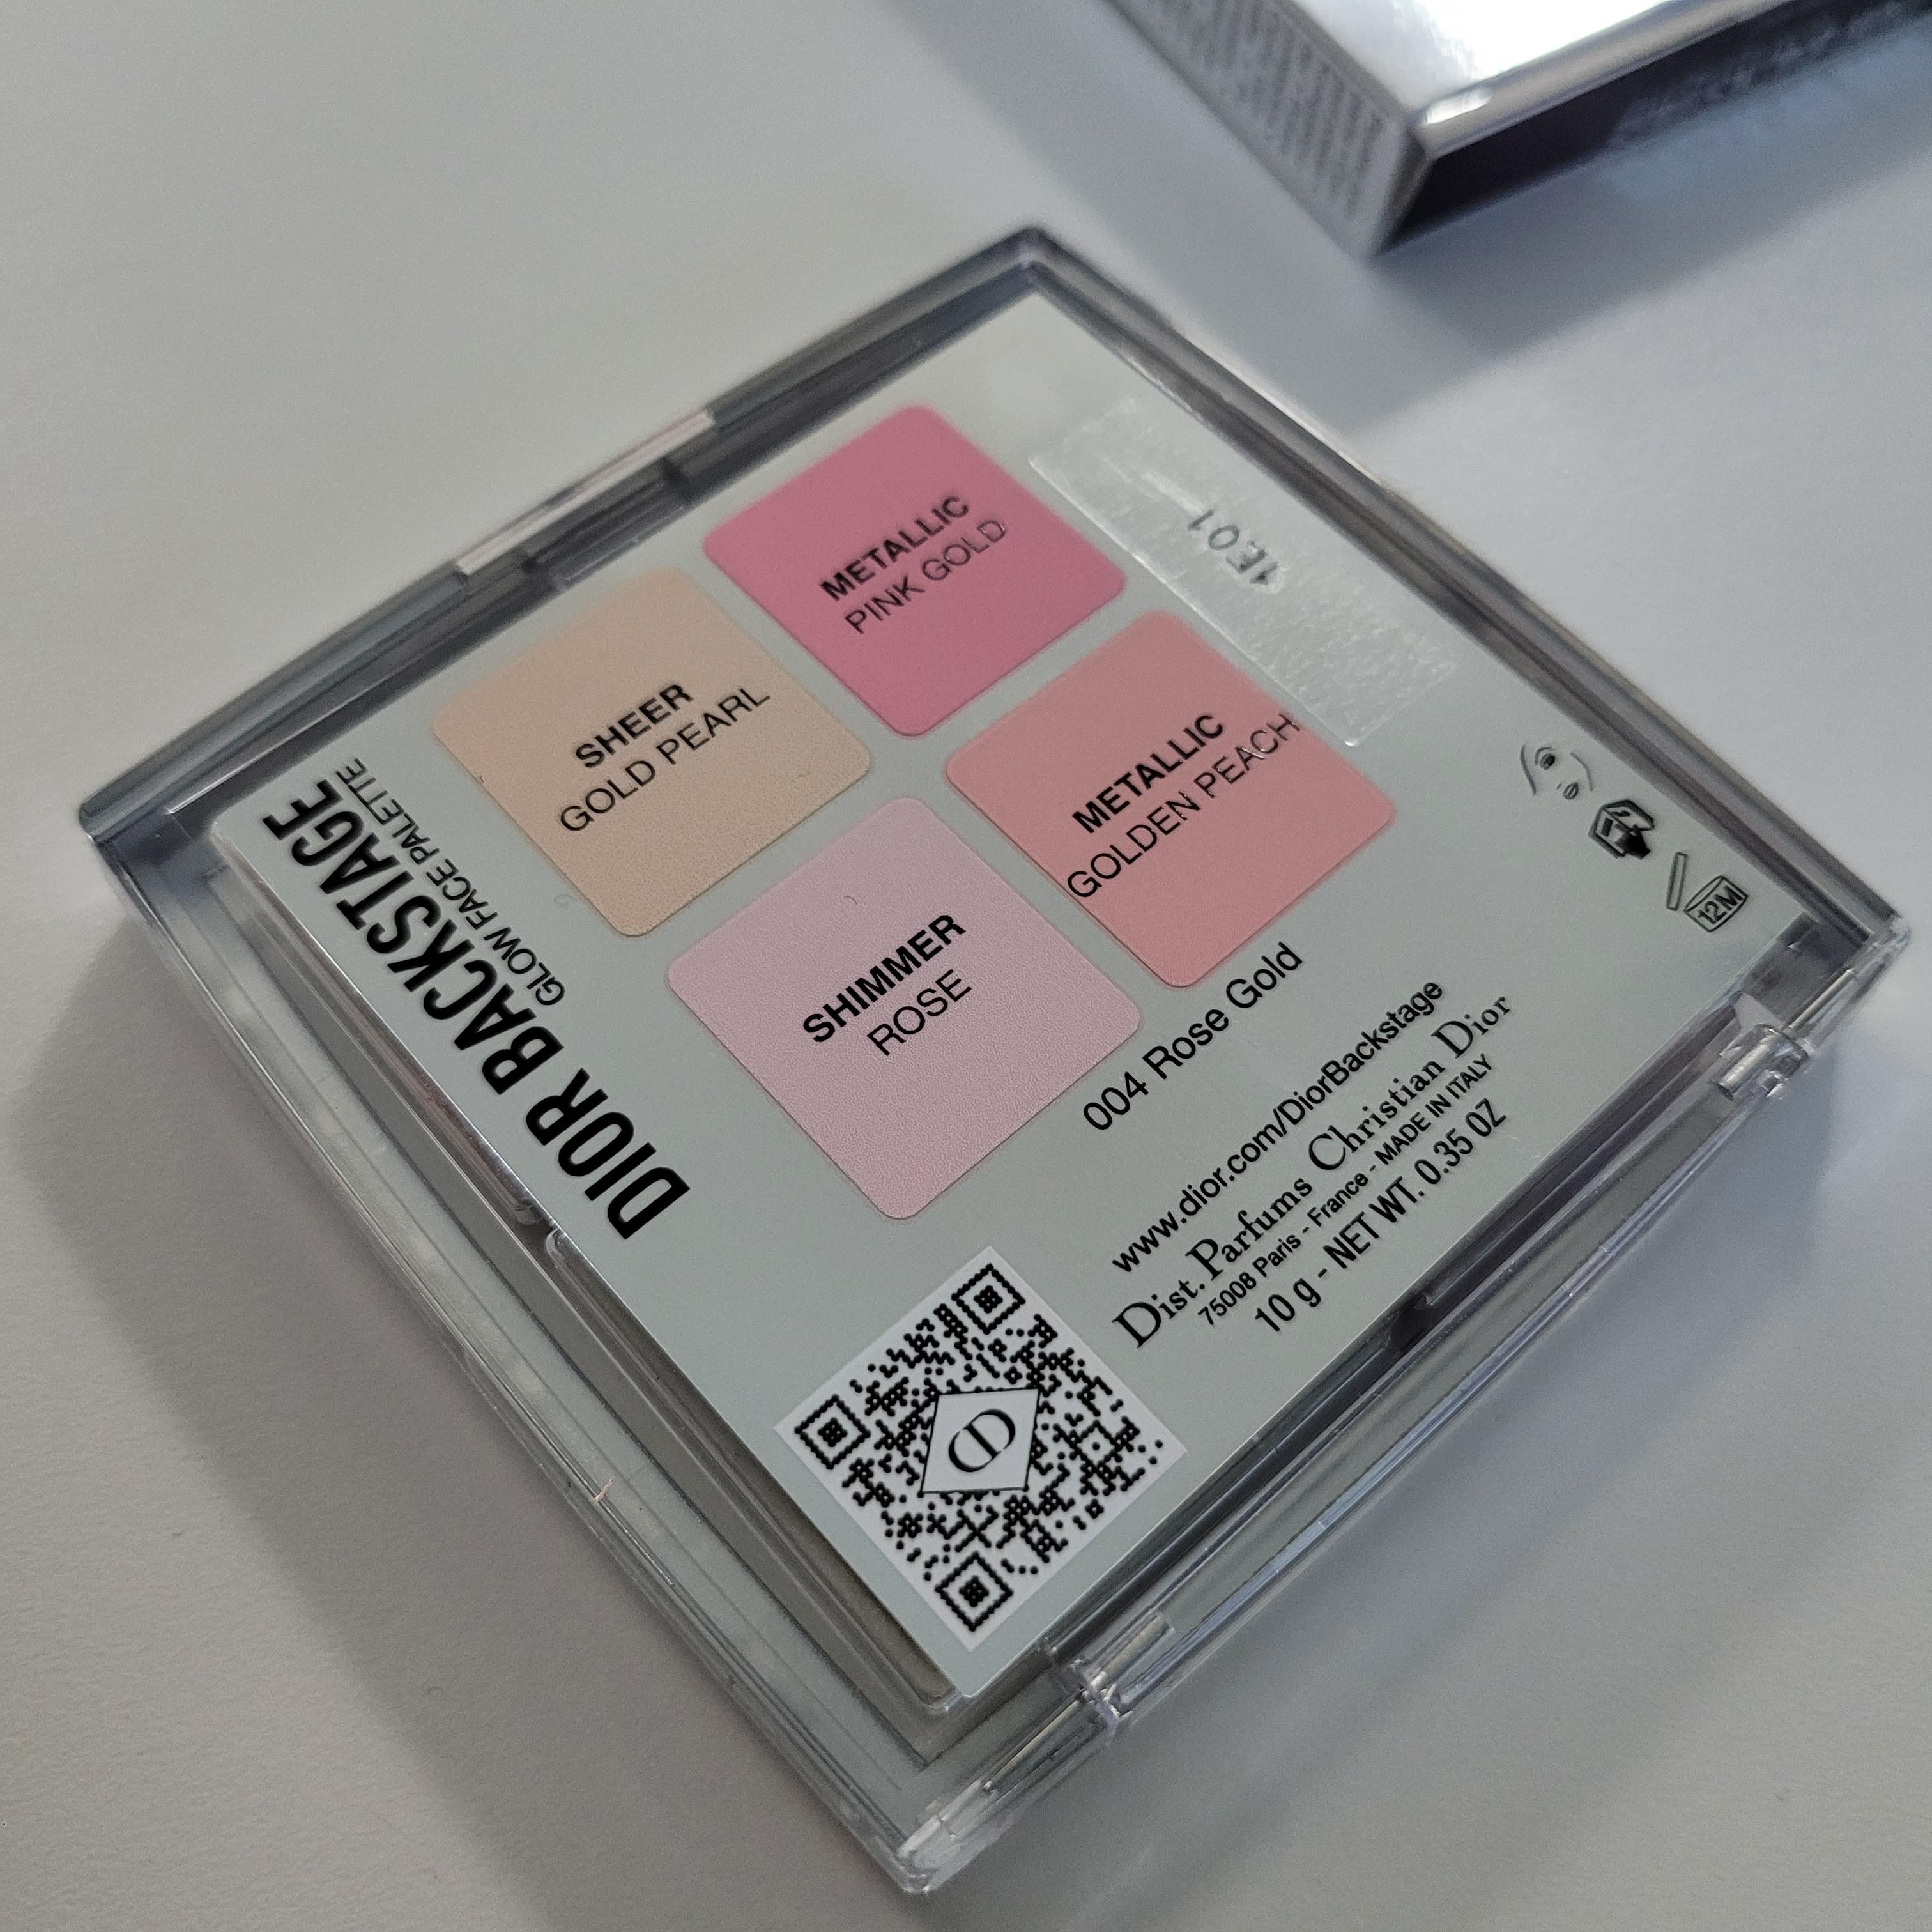 DIOR BACKSTAGE
GLOW FACE PALETTE
SHEER
GOLD PEARL
METALLIC
PINK GOLD
SHIMMER
ROSE
METALLIC
GOLDEN PEACH
1E01
004 Rose Gold
www.dior.com/DiorBackstage
Dist. Parfums Christian Dior
75008 Paris - France - MADE IN ITALY
10 g - NET WT. 0.35 OZ
12M
CD